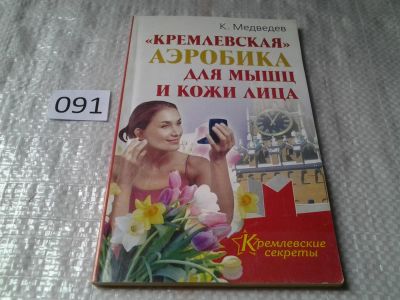 К. Медведев
«КРЕМЛЕВСКАЯ»
АЭРОБИКА
ДЛЯ МЫШЦ
И КОЖИ ЛИЦА
091
Кремлевские
секреты